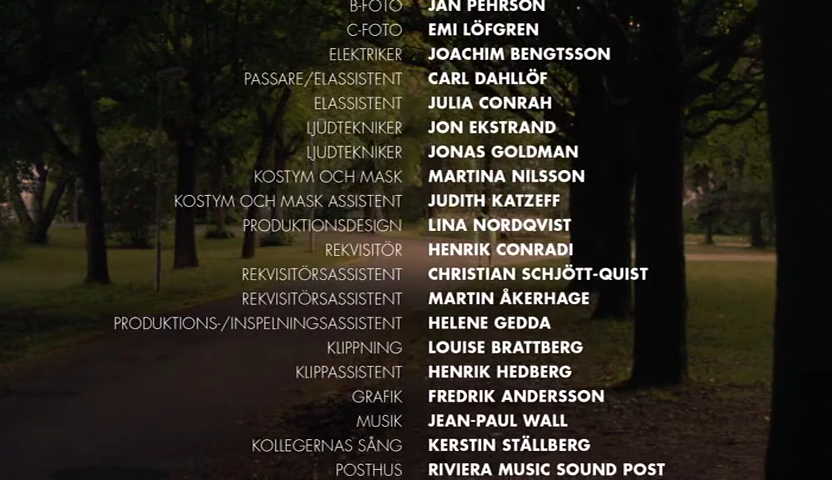 B-FOTO JAN PEHRSON
C-FOTO EMI LÖFGREN
ELEKTRIKER JOACHIM BENGTSSON
PASSARE/ELASSISTENT CARL DAHLLÖF
ELASSISTENT JULIA CONRAH
LJUDTEKNIKER JON EKSTRAND
LJUDTEKNIKER JONAS GOLDMAN
KOSTYM OCH MASK MARTINA NILSSON
KOSTYM OCH MASK ASSISTENT JUDITH KATZEFF
PRODUKTIONSDESIGN LINA NORDQVIST
REKVISITÖR HENRIK CONRADI
REKVISITÖRSASSISTENT CHRISTIAN SCHJÖTT-QUIST
REKVISITÖRSASSISTENT MARTIN ÅKERHAGE
PRODUKTIONS-/INSPELNINGSASSISTENT HELENE GEDDA
KLIPPNING LOUISE BRATTBERG
KLIPPASSISTENT HENRIK HEDBERG
GRAFIK FREDRIK ANDERSSON
MUSIK JEAN-PAUL WALL
KOLLEGERNAS SÅNG KERSTIN STÄLLBERG
POSTHUS RIVIERA MUSIC SOUND POST